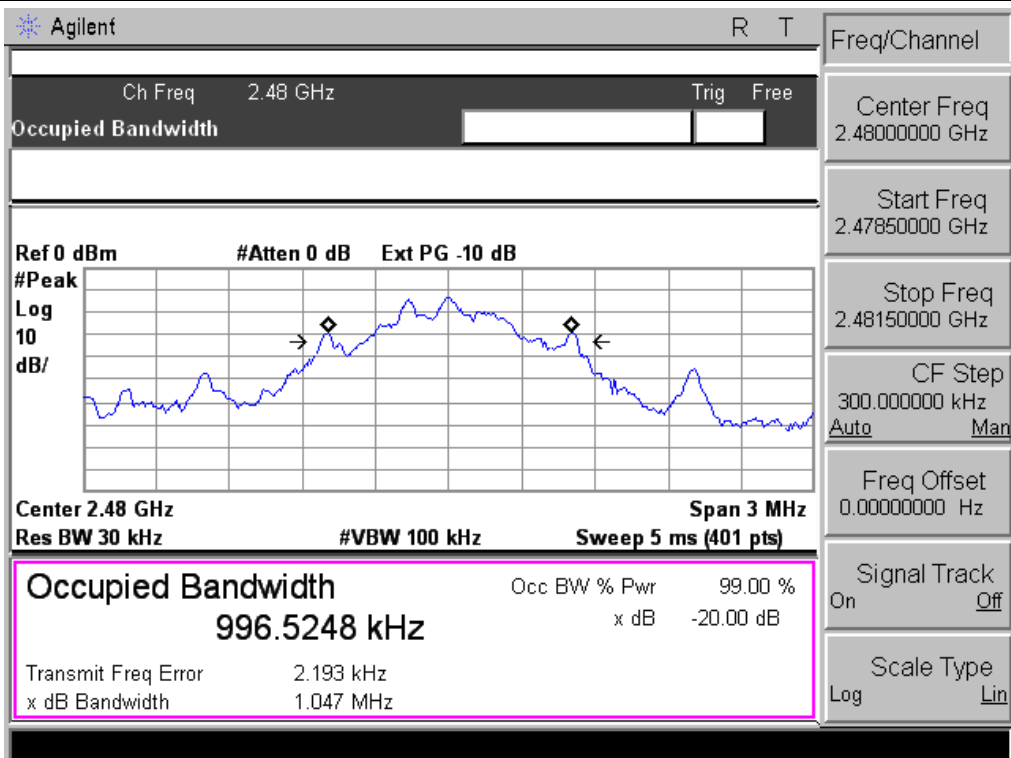 Agilent R T
Ch Freq 2.48 GHz Trig Free
Occupied Bandwidth
Ref 0 dBm #Atten 0 dB Ext PG -10 dB
#Peak
Log
10
dB/
Center 2.48 GHz Span 3 MHz
Res BW 30 kHz #VBW 100 kHz Sweep 5 ms (401 pts)
Occupied Bandwidth
996.5248 kHz
Occ BW % Pwr 99.00 %
x dB -20.00 dB
Transmit Freq Error 2.193 kHz
x dB Bandwidth 1.047 MHz
Freq/Channel
Center Freq
2.48000000 GHz
Start Freq
2.47850000 GHz
Stop Freq
2.48150000 GHz
CF Step
300.000000 kHz
Auto Man
Freq Offset
0.00000000 Hz
Signal Track
On Off
Scale Type
Log Lin